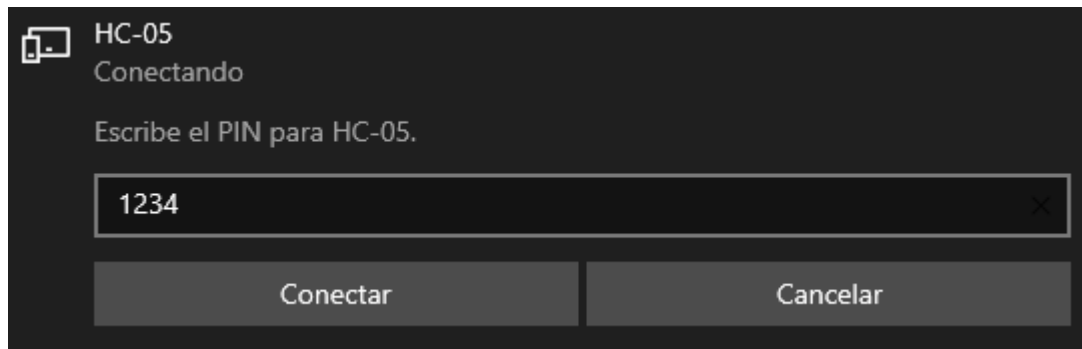 HC-05
Conectando
Escribe el PIN para HC-05.
1234
Conectar Cancelar